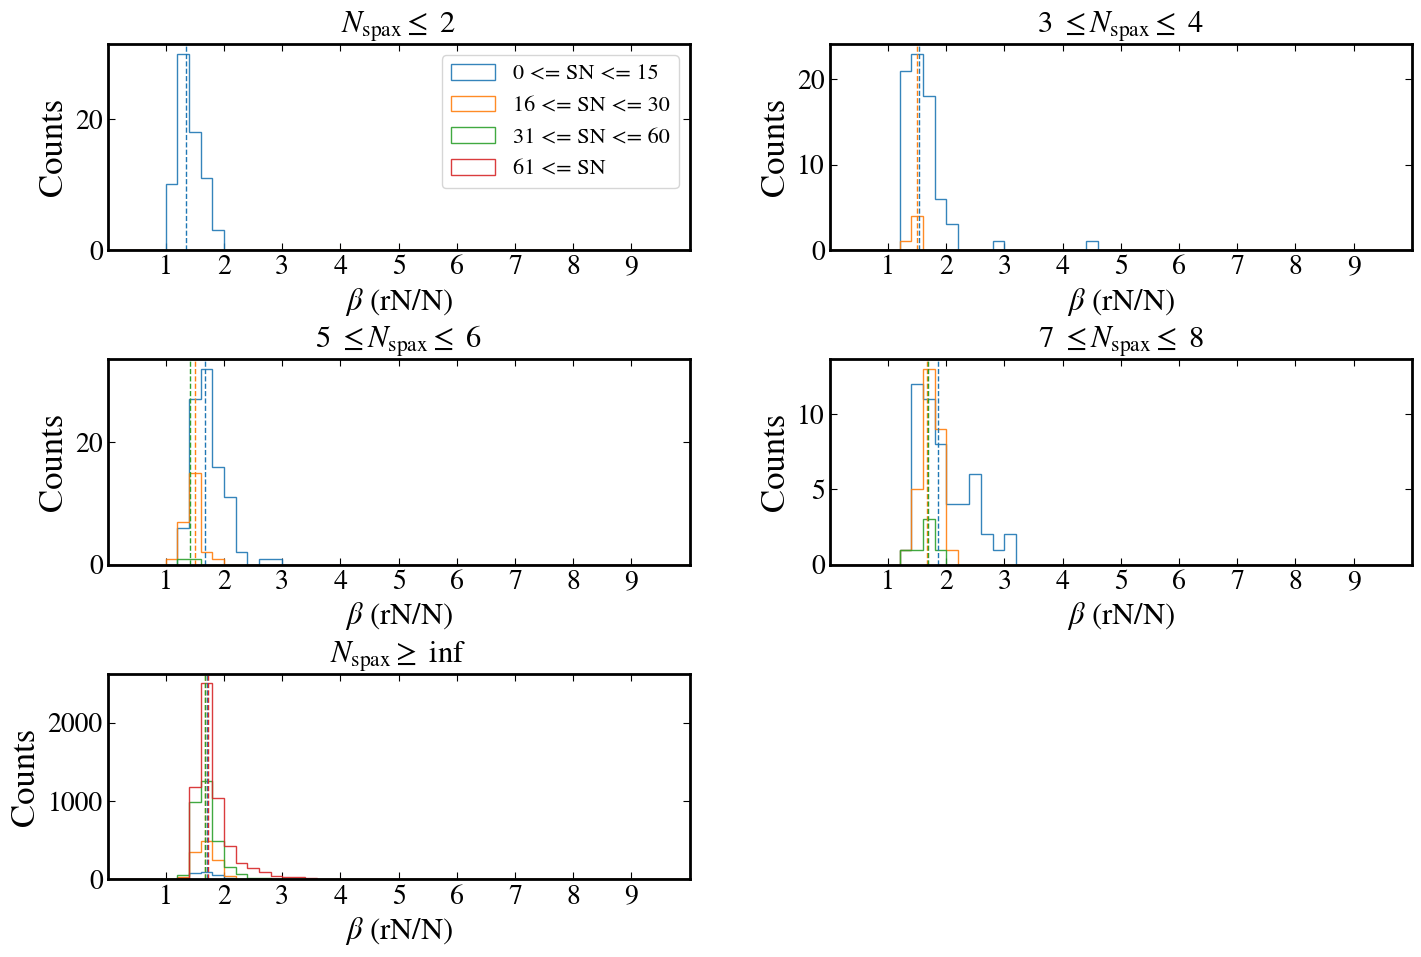 N_spax ≤ 2
20
0
Counts
0 <= SN <= 15
16 <= SN <= 30
31 <= SN <= 60
61 <= SN
1 2 3 4 5 6 7 8 9
β (rN/N)
3 ≤N_spax≤ 4
20
10
0
Counts
1 2 3 4 5 6 7 8 9
β (rN/N)
5 ≤N_spax≤ 6
20
0
Counts
1 2 3 4 5 6 7 8 9
β (rN/N)
7 ≤N_spax≤ 8
10
5
0
Counts
1 2 3 4 5 6 7 8 9
β (rN/N)
N_spax ≥ inf
2000
1000
0
Counts
1 2 3 4 5 6 7 8 9
β (rN/N)